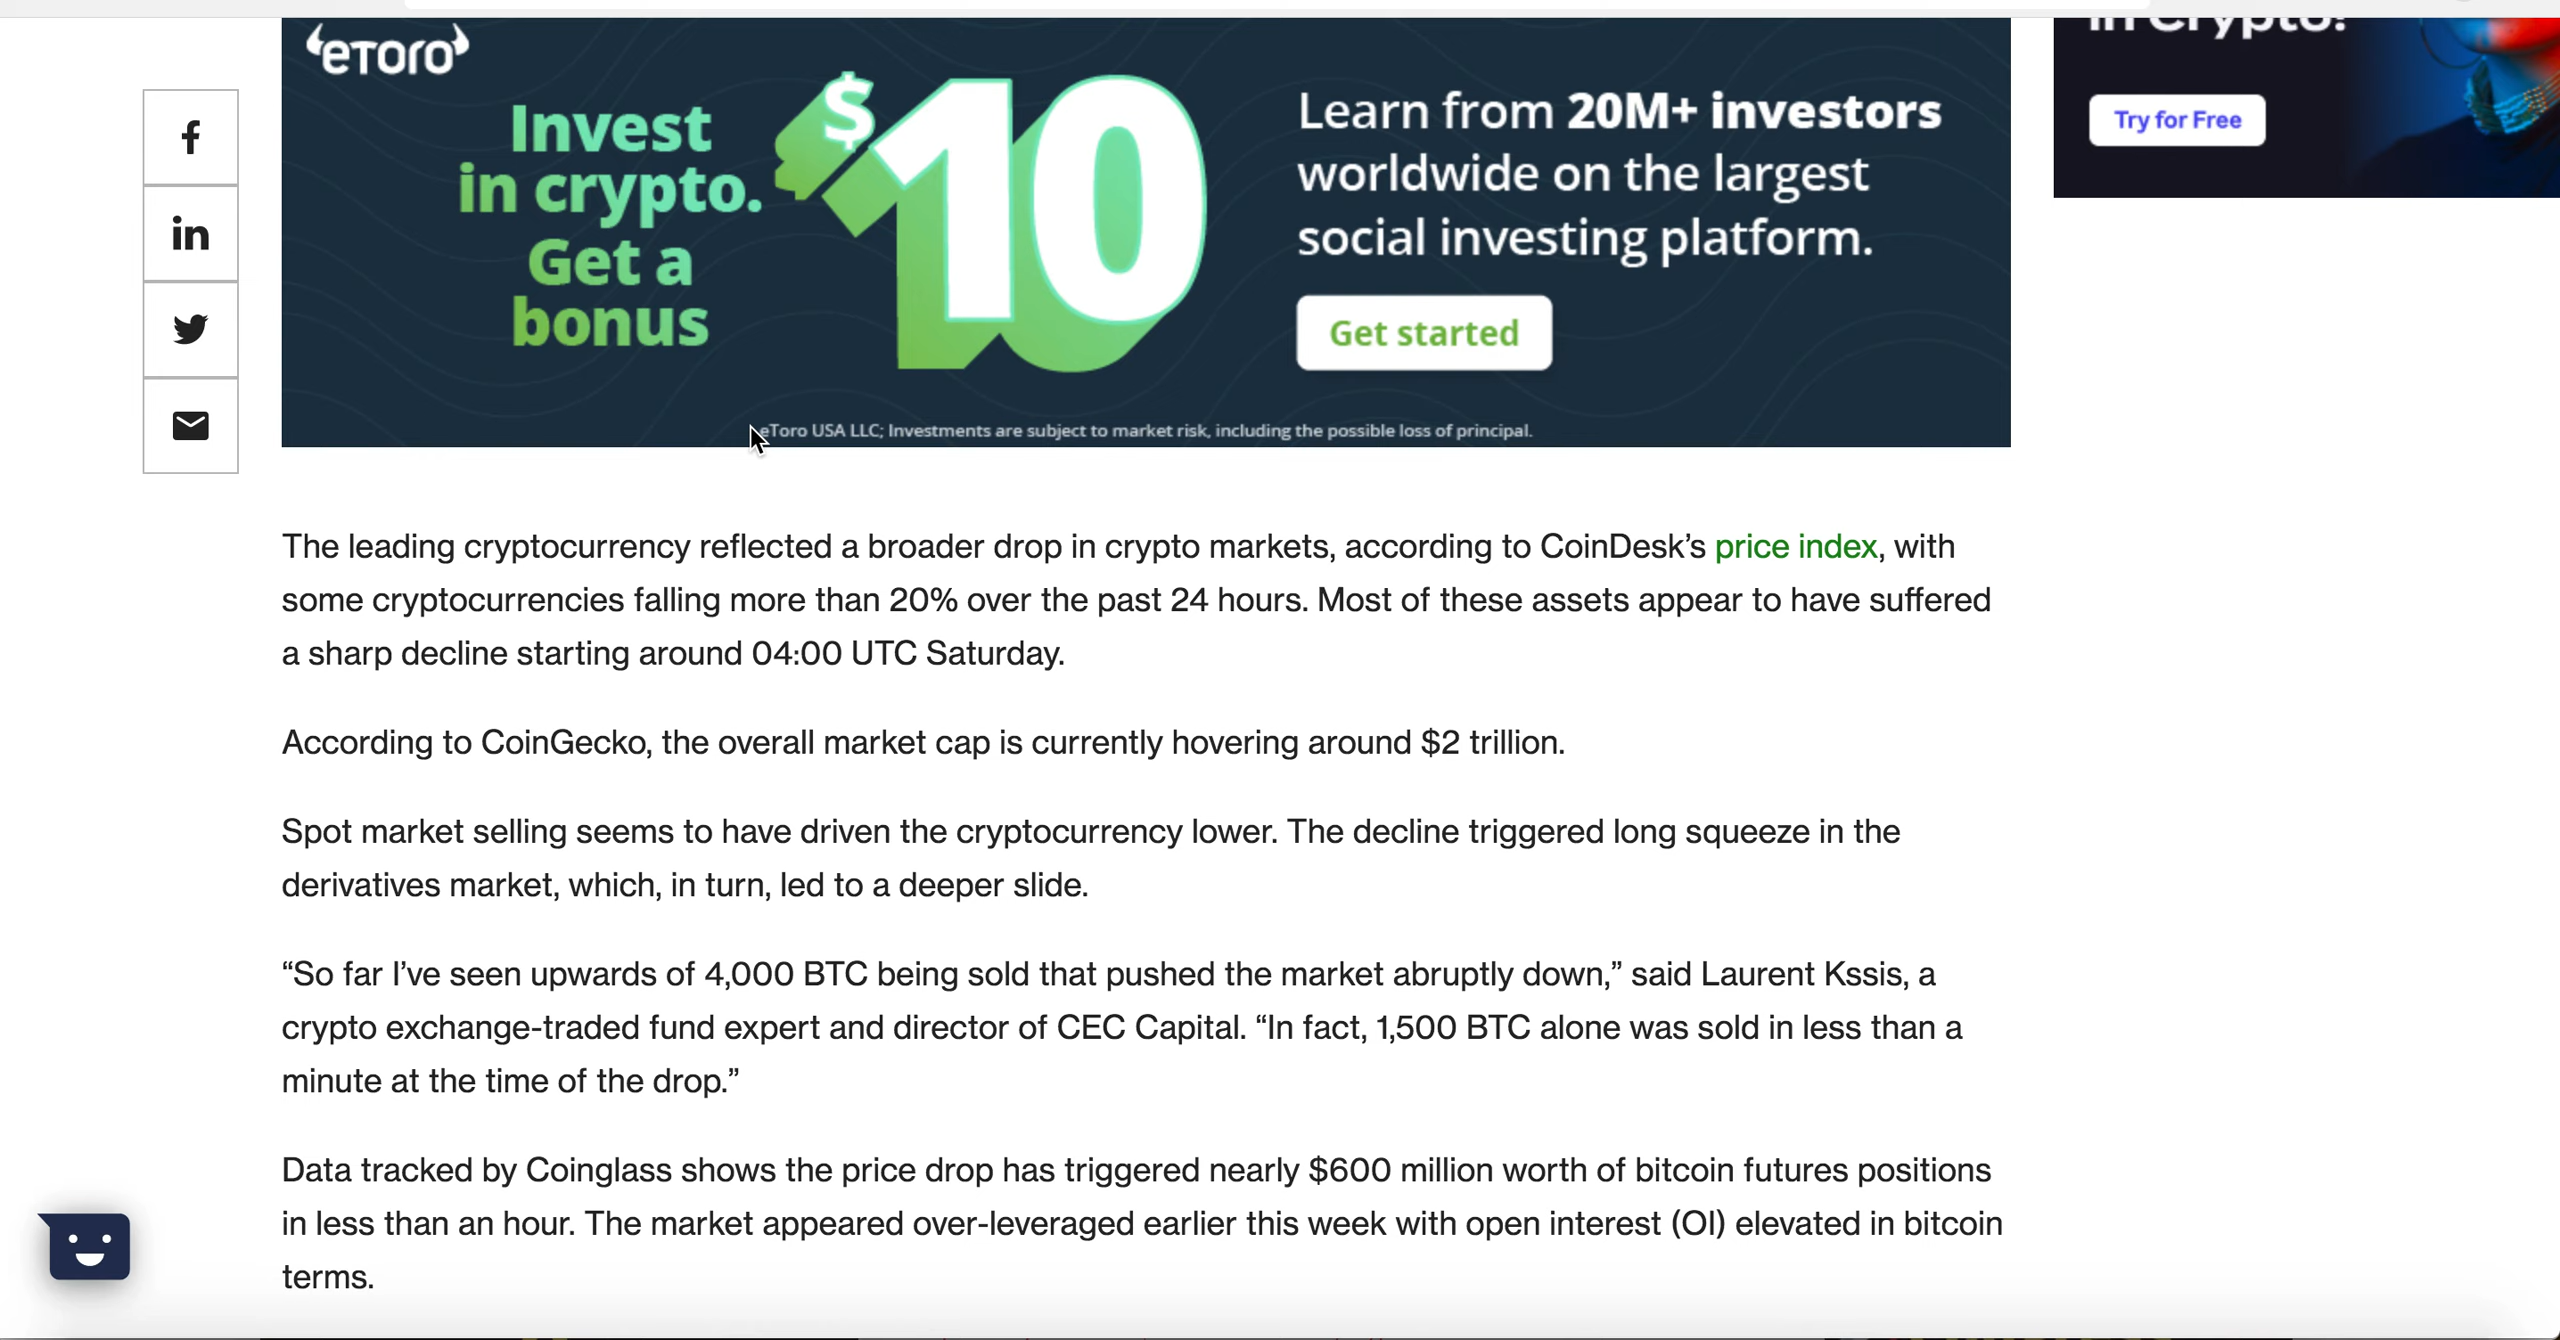 eToro
Invest
in crypto.
Get a
bonus
$10
Learn from 20M+ investors
worldwide on the largest
social investing platform.
Get started
eToro USA LLC; Investments are subject to market risk, including the possible loss of principal.
in Crypto!
Try for Free
f
in
The leading cryptocurrency reflected a broader drop in crypto markets, according to CoinDesk’s price index, with
some cryptocurrencies falling more than 20% over the past 24 hours. Most of these assets appear to have suffered
a sharp decline starting around 04:00 UTC Saturday.
According to CoinGecko, the overall market cap is currently hovering around $2 trillion.
Spot market selling seems to have driven the cryptocurrency lower. The decline triggered long squeeze in the
derivatives market, which, in turn, led to a deeper slide.
“So far I’ve seen upwards of 4,000 BTC being sold that pushed the market abruptly down,” said Laurent Kssis, a
crypto exchange-traded fund expert and director of CEC Capital. “In fact, 1,500 BTC alone was sold in less than a
minute at the time of the drop.”
Data tracked by Coinglass shows the price drop has triggered nearly $600 million worth of bitcoin futures positions
in less than an hour. The market appeared over-leveraged earlier this week with open interest (OI) elevated in bitcoin
terms.